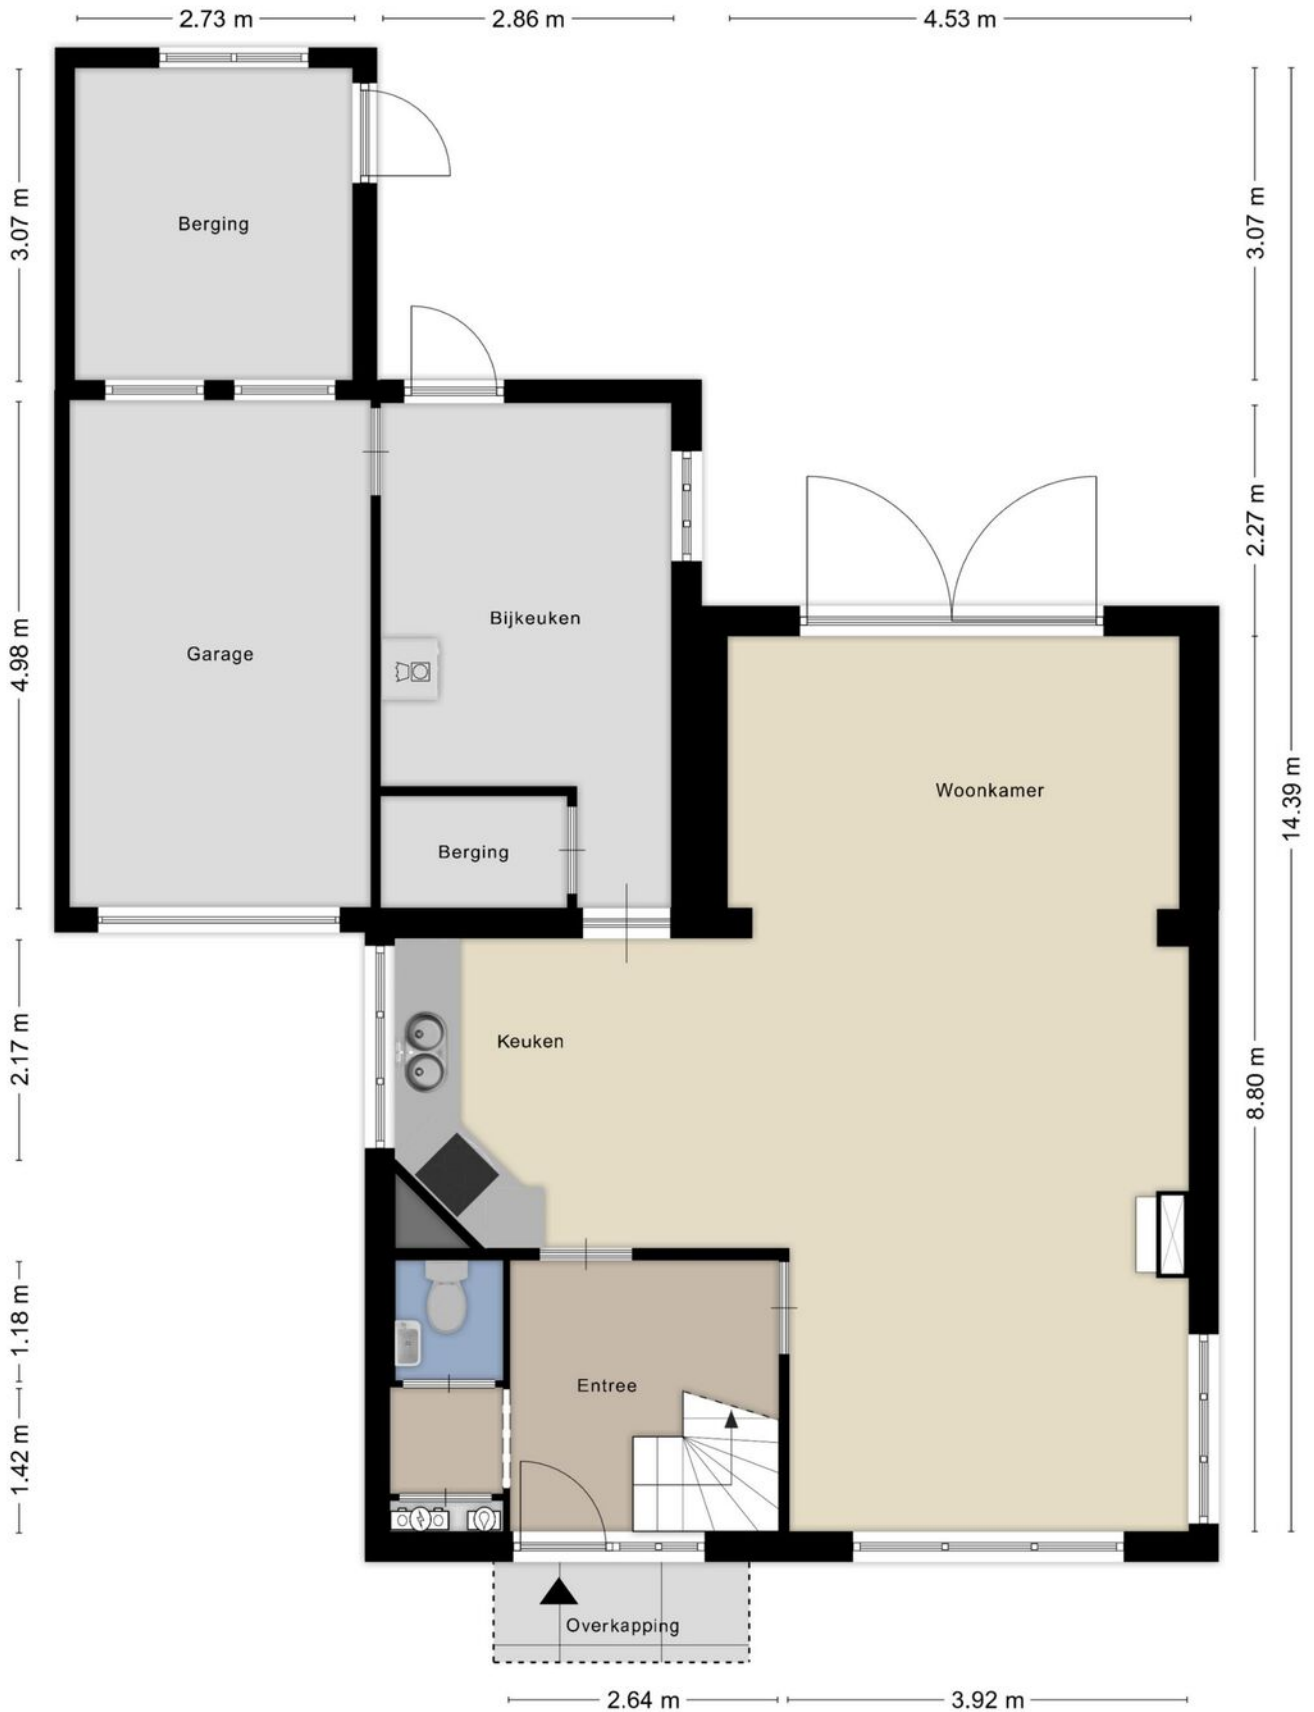 2.73 m
2.86 m
4.53 m
3.07 m
3.07 m
Berging
2.27 m
4.98 m
Bijkeuken
Garage
Woonkamer
14.39 m
Berging
2.17 m
Keuken
8.80 m
1.18 m
Entree
1.42 m
Overkapping
2.64 m
3.92 m